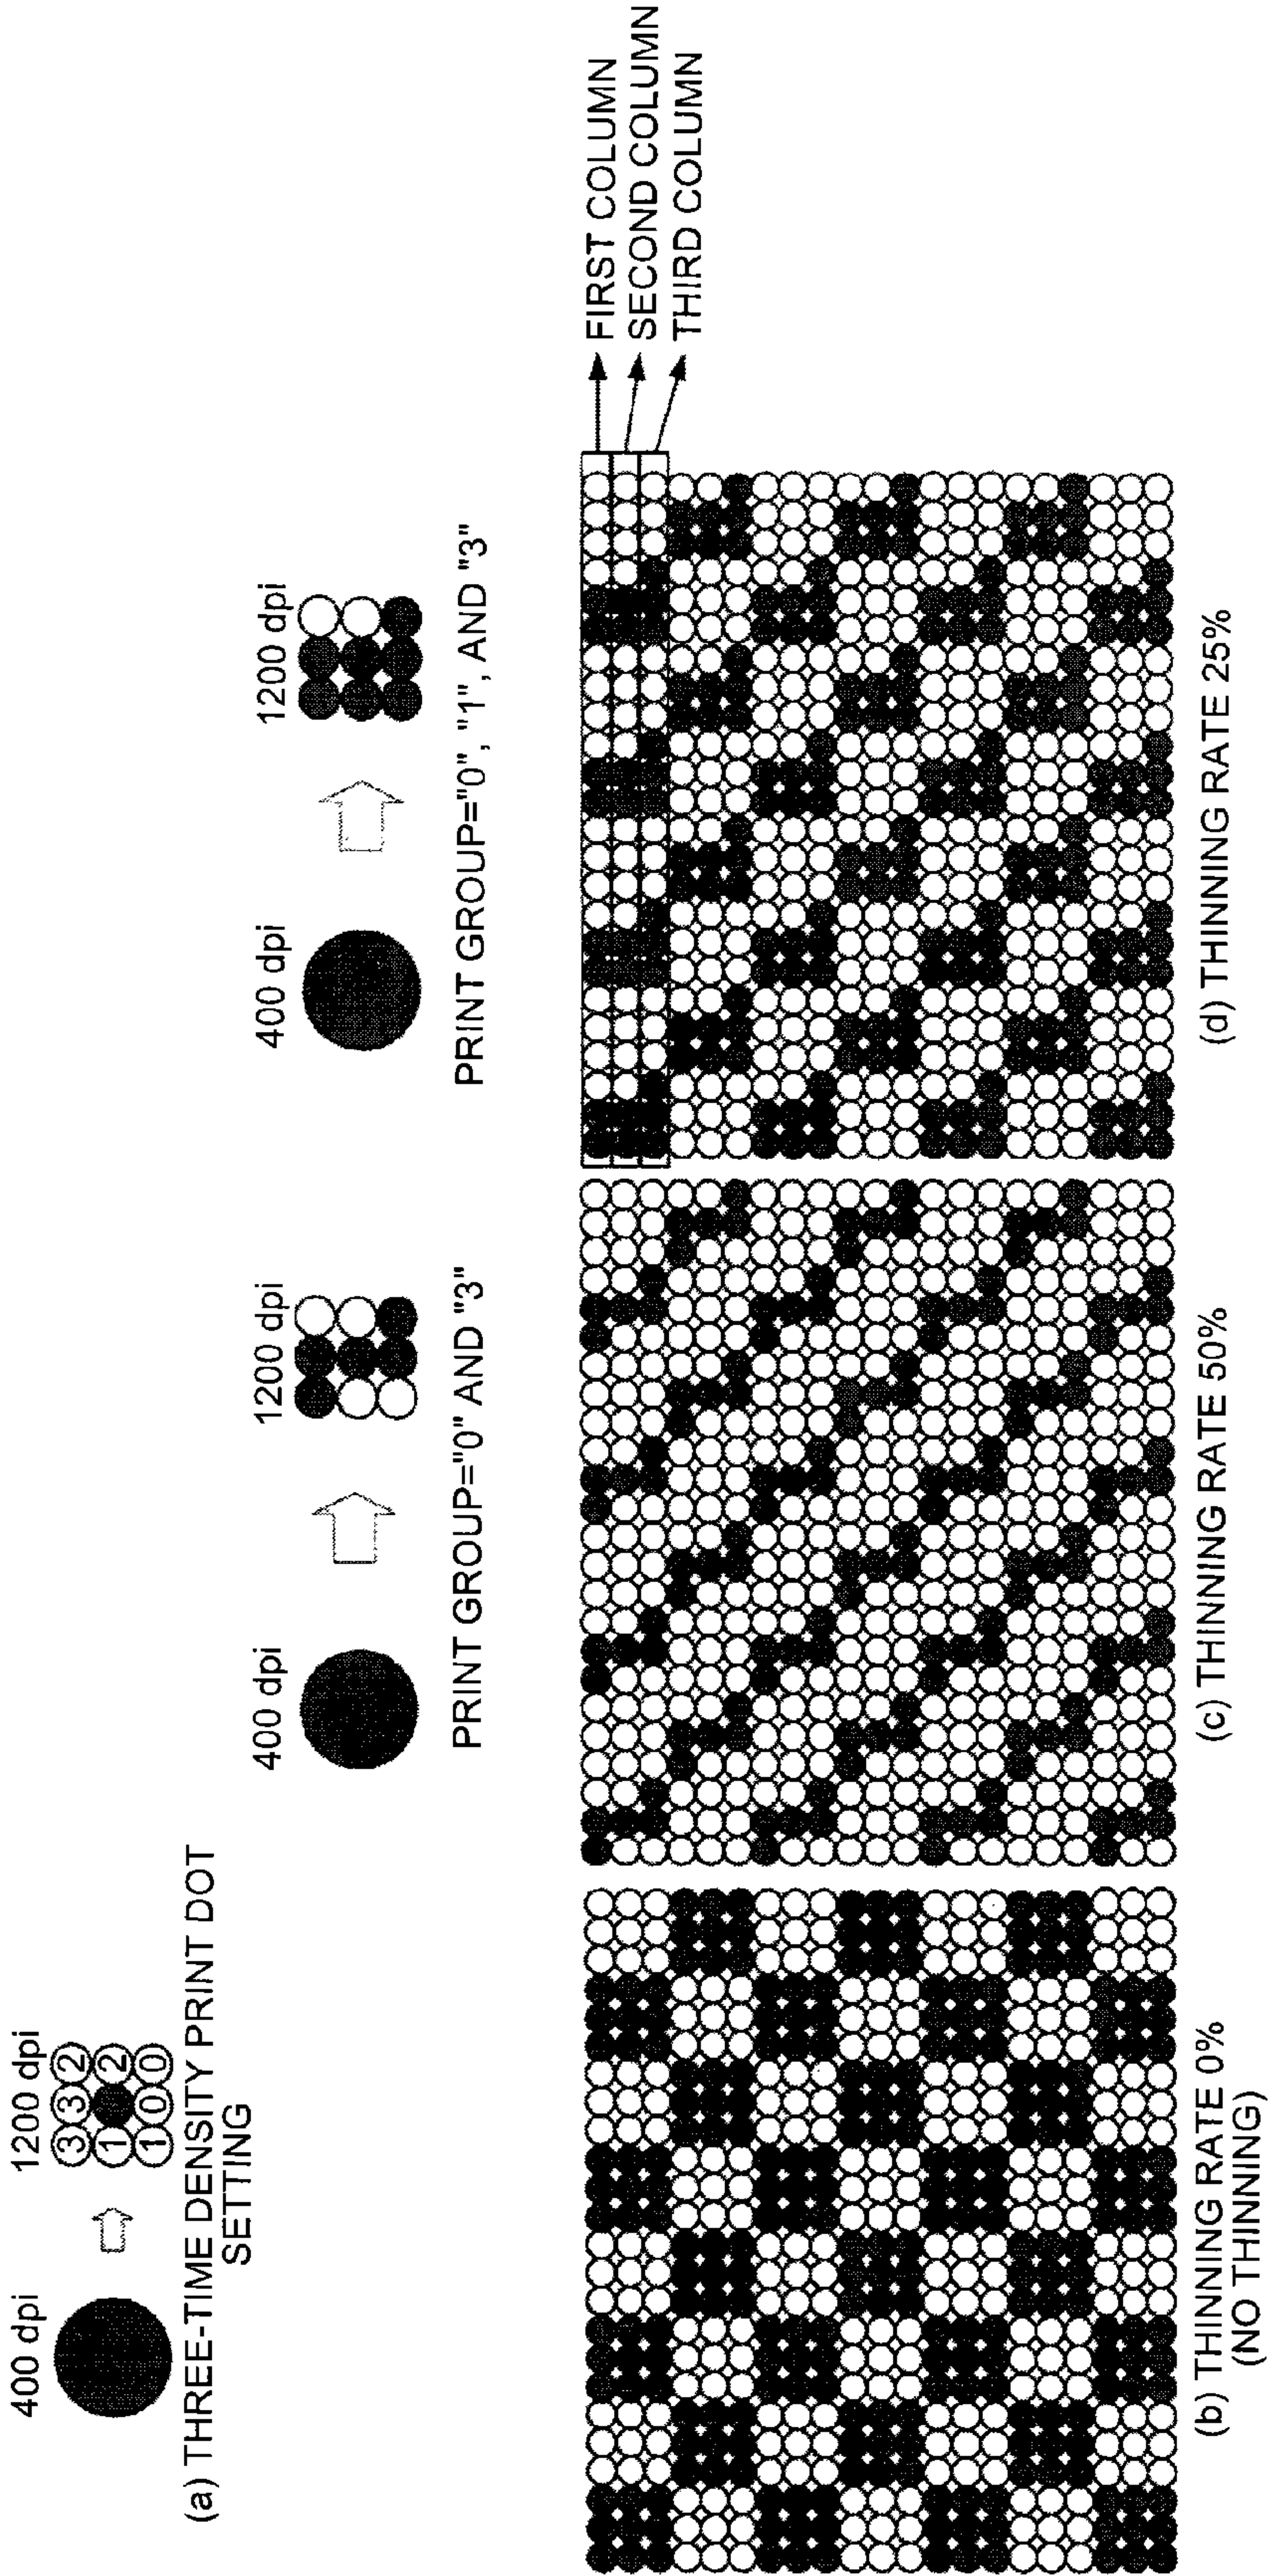 400 dpi
1200 dpi
3 3 2
1 2
1 0 0
(a) THREE-TIME DENSITY PRINT DOT
SETTING
400 dpi
1200 dpi
PRINT GROUP="0" AND "3"
400 dpi
1200 dpi
PRINT GROUP="0", "1", AND "3"
FIRST COLUMN
SECOND COLUMN
THIRD COLUMN
(b) THINNING RATE 0%
(NO THINNING)
(c) THINNING RATE 50%
(d) THINNING RATE 25%